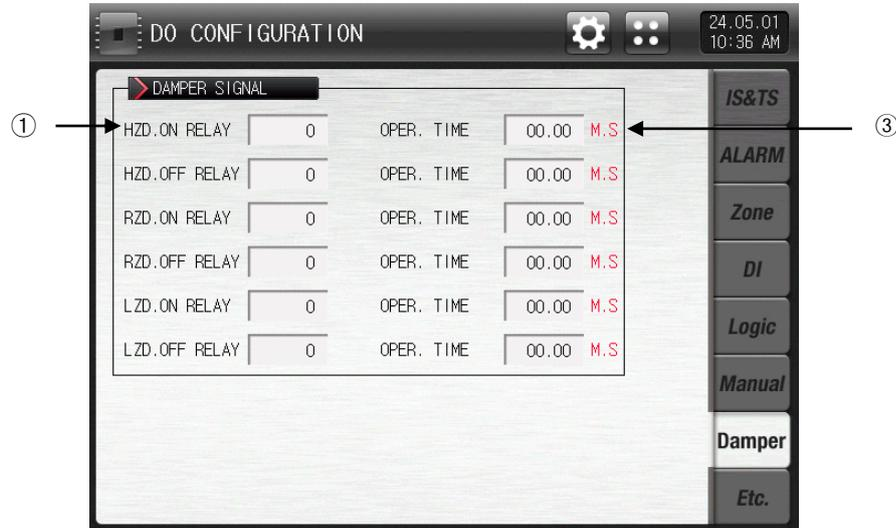 DO CONFIGURATION
24.05.01
10:36 AM
DAMPER SIGNAL
① HZD.ON RELAY 0 OPER. TIME 00.00 M.S ③
HZD.OFF RELAY 0 OPER. TIME 00.00 M.S
RZD.ON RELAY 0 OPER. TIME 00.00 M.S
RZD.OFF RELAY 0 OPER. TIME 00.00 M.S
LZD.ON RELAY 0 OPER. TIME 00.00 M.S
LZD.OFF RELAY 0 OPER. TIME 00.00 M.S
IS&TS
ALARM
Zone
DI
Logic
Manual
Damper
Etc.